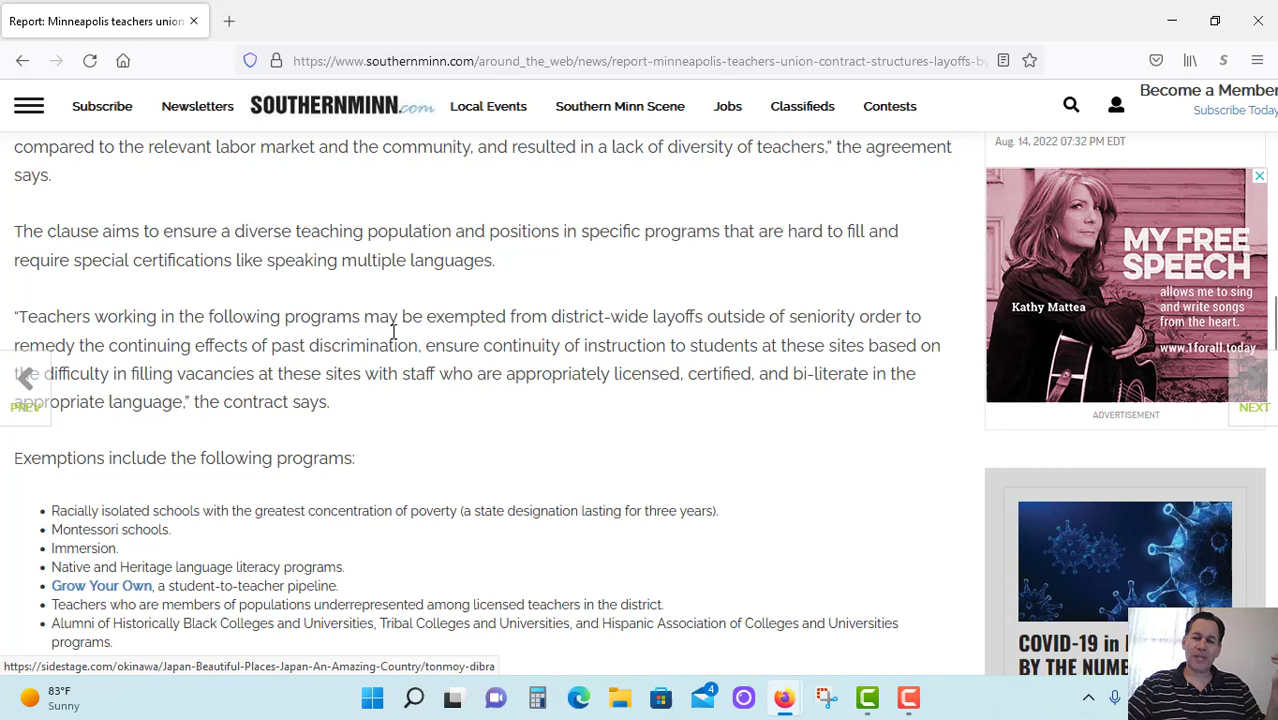 Report: Minneapolis teachers union
https://www.southernminn.com/around_the_web/news/report-minneapolis-teachers-union-contract-structures-layoffs-by
Subscribe
Newsletters
SOUTHERNMINN.com
Local Events
Southern Minn Scene
Jobs
Classifieds
Contests
Become a Member
Subscribe Today
compared to the relevant labor market and the community, and resulted in a lack of diversity of teachers,” the agreement
says.
The clause aims to ensure a diverse teaching population and positions in specific programs that are hard to fill and
require special certifications like speaking multiple languages.
“Teachers working in the following programs may be exempted from district-wide layoffs outside of seniority order to
remedy the continuing effects of past discrimination, ensure continuity of instruction to students at these sites based on
the difficulty in filling vacancies at these sites with staff who are appropriately licensed, certified, and bi-literate in the
appropriate language,” the contract says.
PREV
Exemptions include the following programs:
Racially isolated schools with the greatest concentration of poverty (a state designation lasting for three years).
Montessori schools.
Immersion.
Native and Heritage language literacy programs.
Grow Your Own, a student-to-teacher pipeline.
Teachers who are members of populations underrepresented among licensed teachers in the district.
Alumni of Historically Black Colleges and Universities, Tribal Colleges and Universities, and Hispanic Association of Colleges and Universities
programs.
Aug. 14, 2022 07:32 PM EDT
MY FREE
SPEECH
allows me to sing
and write songs
from the heart.
Kathy Mattea
www.1forall.today
ADVERTISEMENT
NEXT
COVID-19 in
BY THE NUM
https://sidestage.com/okinawa/Japan-Beautiful-Places-Japan-An-Amazing-Country/tonmoy-dibra
83°F
Sunny
4